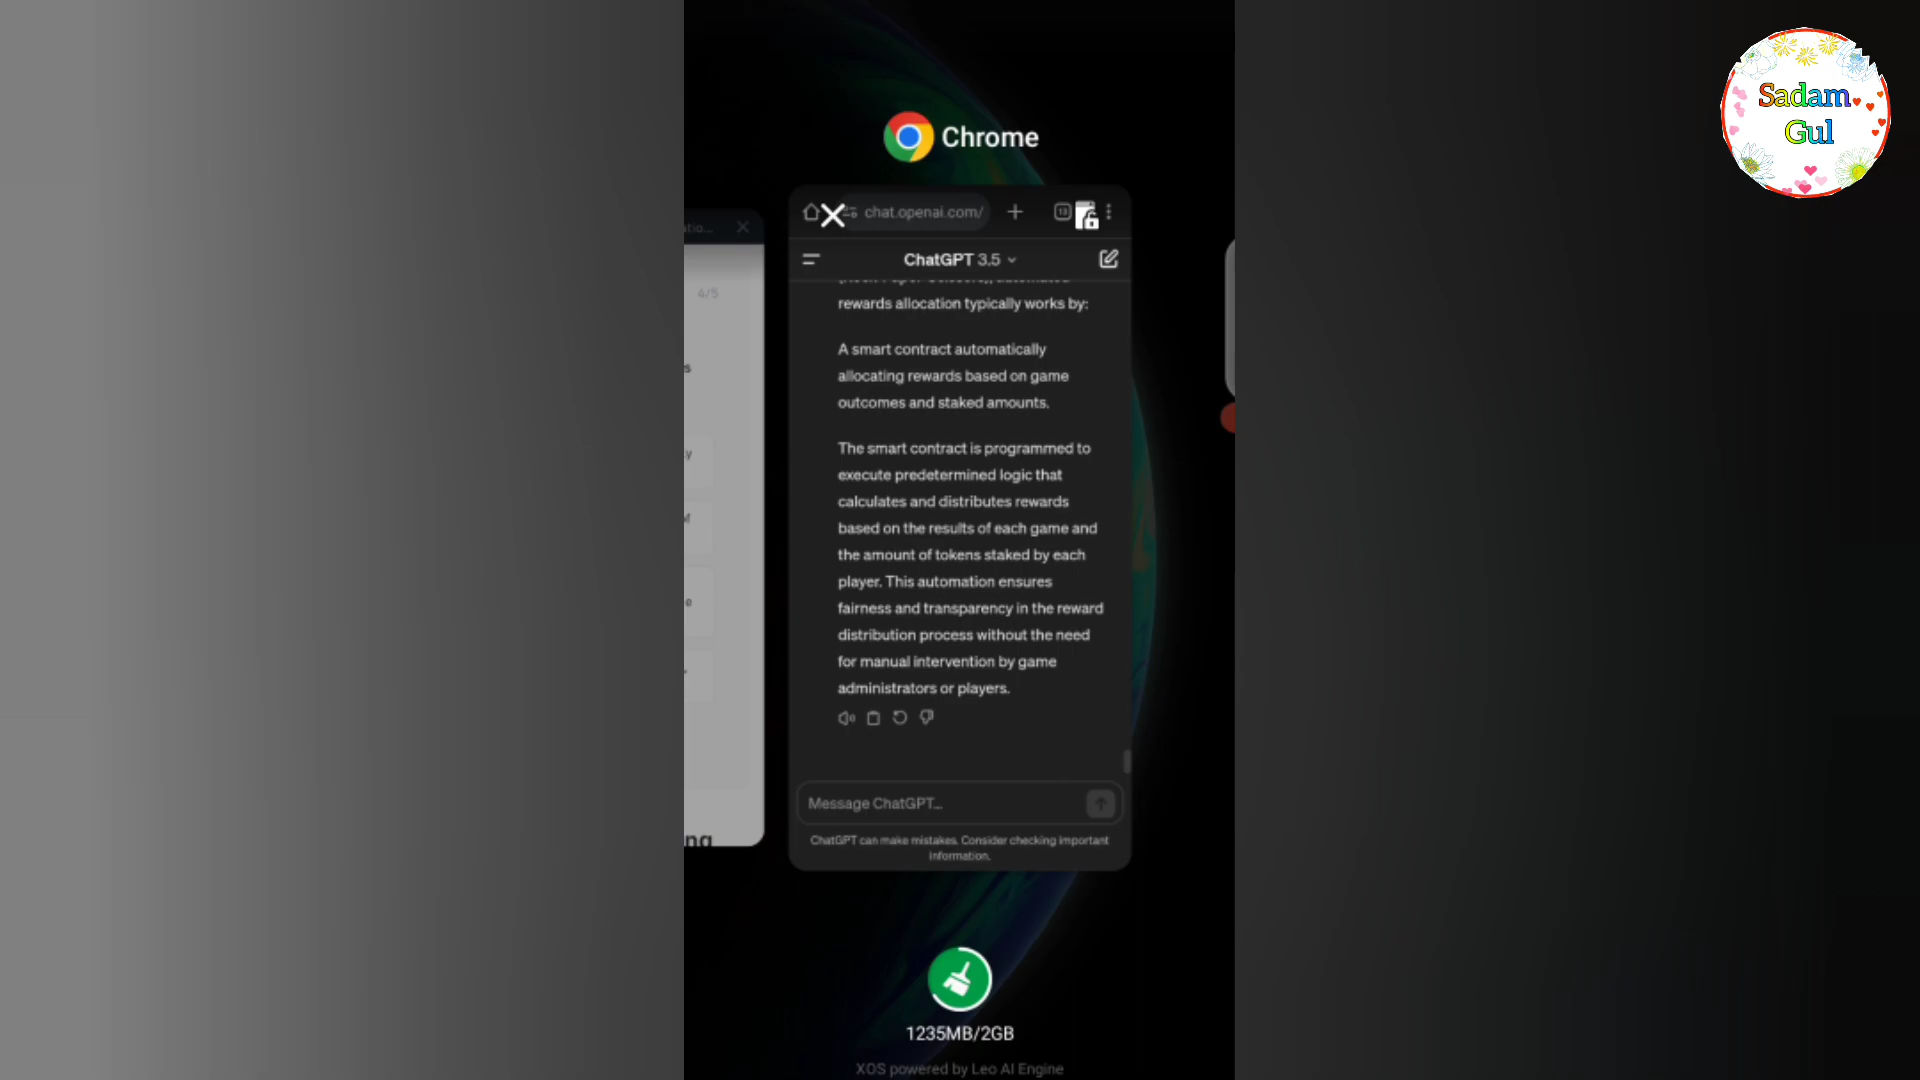 Sadam
Gul
Chrome
chat.openai.com/
13
ChatGPT 3.5
4/5
rewards allocation typically works by:
A smart contract automatically
allocating rewards based on game
outcomes and staked amounts.
The smart contract is programmed to
execute predetermined logic that
calculates and distributes rewards
based on the results of each game and
the amount of tokens staked by each
player. This automation ensures
fairness and transparency in the reward
distribution process without the need
for manual intervention by game
administrators or players.
Message ChatGPT...
ChatGPT can make mistakes. Consider checking important
information.
1235MB/2GB
XOS powered by Leo AI Engine